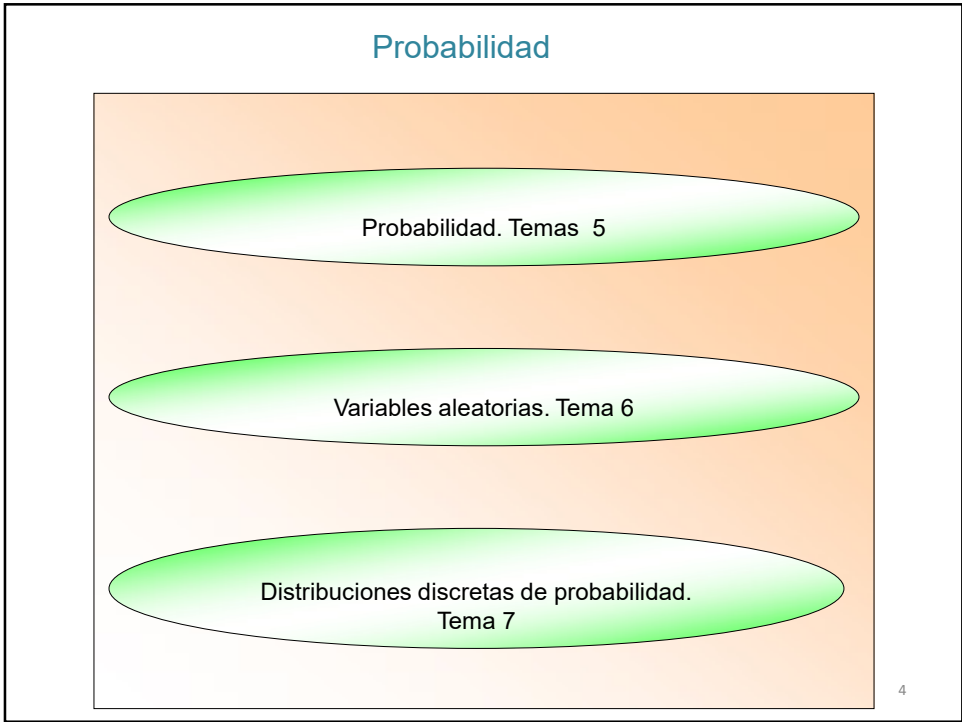 Probabilidad
Probabilidad. Temas  5
Variables aleatorias. Tema 6
Distribuciones discretas de probabilidad.
Tema 7
4